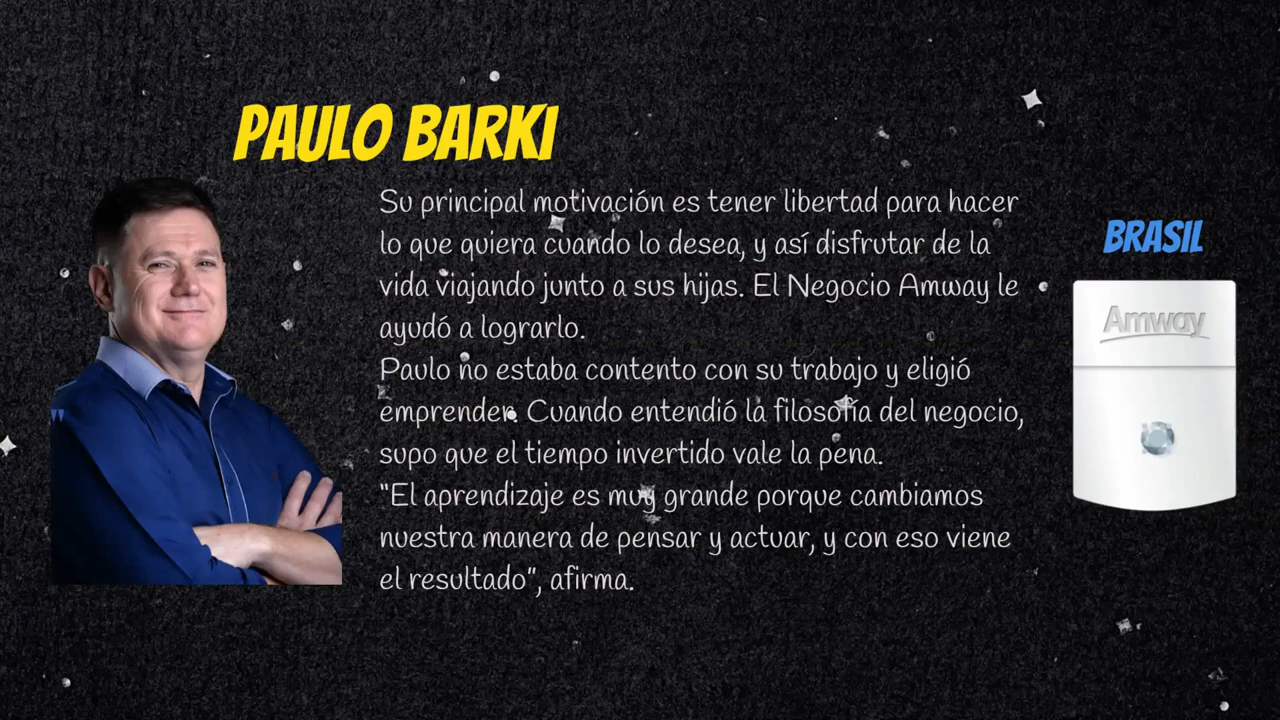 PAULO BARKI
Su principal motivación es tener libertad para hacer
lo que quiera cuando lo desea, y así disfrutar de la
vida viajando junto a sus hijas. El Negocio Amway le
ayudó a lograrlo.
Paulo no estaba contento con su trabajo y eligió
emprender. Cuando entendió la filosofía del negocio,
supo que el tiempo invertido vale la pena.
"El aprendizaje es muy grande porque cambiamos
nuestra manera de pensar y actuar, y con eso viene
el resultado", afirma.
BRASIL
Amway